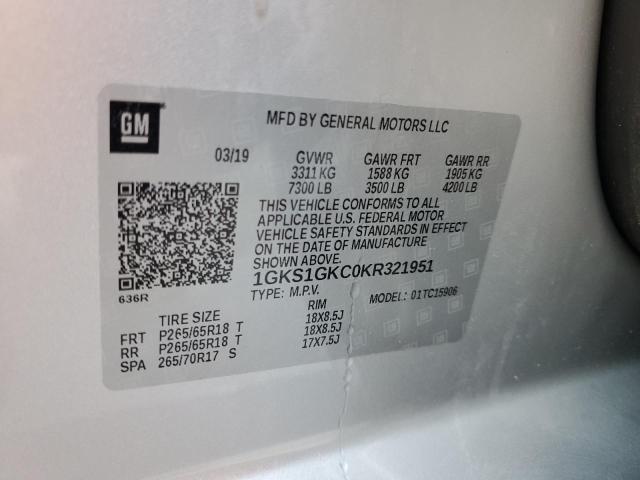 GM
MFD BY GENERAL MOTORS LLC
03/19 GVWR GAWR FRT GAWR RR
3311 KG 1588 KG 1905 KG
7300 LB 3500 LB 4200 LB
THIS VEHICLE CONFORMS TO ALL
APPLICABLE U.S. FEDERAL MOTOR
VEHICLE SAFETY STANDARDS IN EFFECT
ON THE DATE OF MANUFACTURE
SHOWN ABOVE.
1GKS1GKC0KR321951
636R
TYPE: M.P.V. MODEL: 01TC15906
TIRE SIZE RIM
FRT P265/65R18 T 18X8.5J
RR P265/65R18 T 18X8.5J
SPA 265/70R17 S 17X7.5J